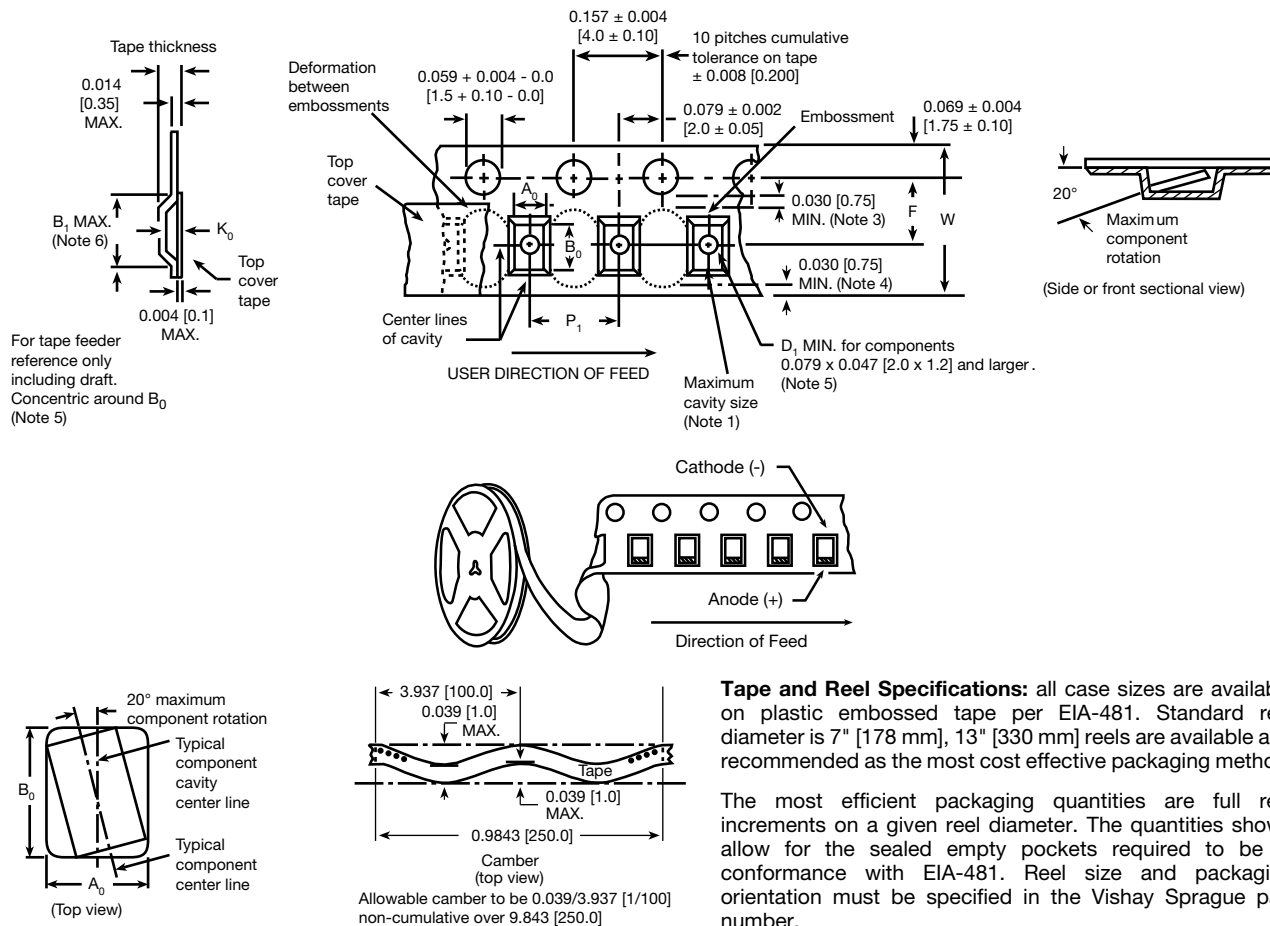 Tape thickness
0.014
[0.35]
MAX.
B1 MAX.
(Note 6)
K0
Top
cover
tape
0.004 [0.1]
MAX.
For tape feeder
reference only
including draft.
Concentric around B0
(Note 5)
Deformation
between
embossments
Top
cover
tape
0.059 + 0.004 - 0.0
[1.5 + 0.10 - 0.0]
0.157 ± 0.004
[4.0 ± 0.10]
10 pitches cumulative
tolerance on tape
± 0.008 [0.200]
0.079 ± 0.002
[2.0 ± 0.05]
Embossment
0.069 ± 0.004
[1.75 ± 0.10]
A0
B0
0.030 [0.75]
MIN. (Note 3)
F
W
0.030 [0.75]
MIN. (Note 4)
Center lines
of cavity
P1
USER DIRECTION OF FEED
Maximum
cavity size
(Note 1)
D1 MIN. for components
0.079 x 0.047 [2.0 x 1.2] and larger.
(Note 5)
20°
Maximum
component
rotation
(Side or front sectional view)
Cathode (-)
Anode (+)
Direction of Feed
20° maximum
component rotation
Typical
component
cavity
center line
B0
Typical
component
center line
A0
(Top view)
3.937 [100.0]
0.039 [1.0]
MAX.
Tape
0.039 [1.0]
MAX.
0.9843 [250.0]
Camber
(top view)
Allowable camber to be 0.039/3.937 [1/100]
non-cumulative over 9.843 [250.0]
Tape and Reel Specifications: all case sizes are
on plastic embossed tape per EIA-481. Standard
diameter is 7" [178 mm], 13" [330 mm] reels are available
recommended as the most cost effective packaging
The most efficient packaging quantities are full
increments on a given reel diameter. The quantities
allow for the sealed empty pockets required to be
conformance with EIA-481. Reel size and
orientation must be specified in the Vishay Sprague
number.